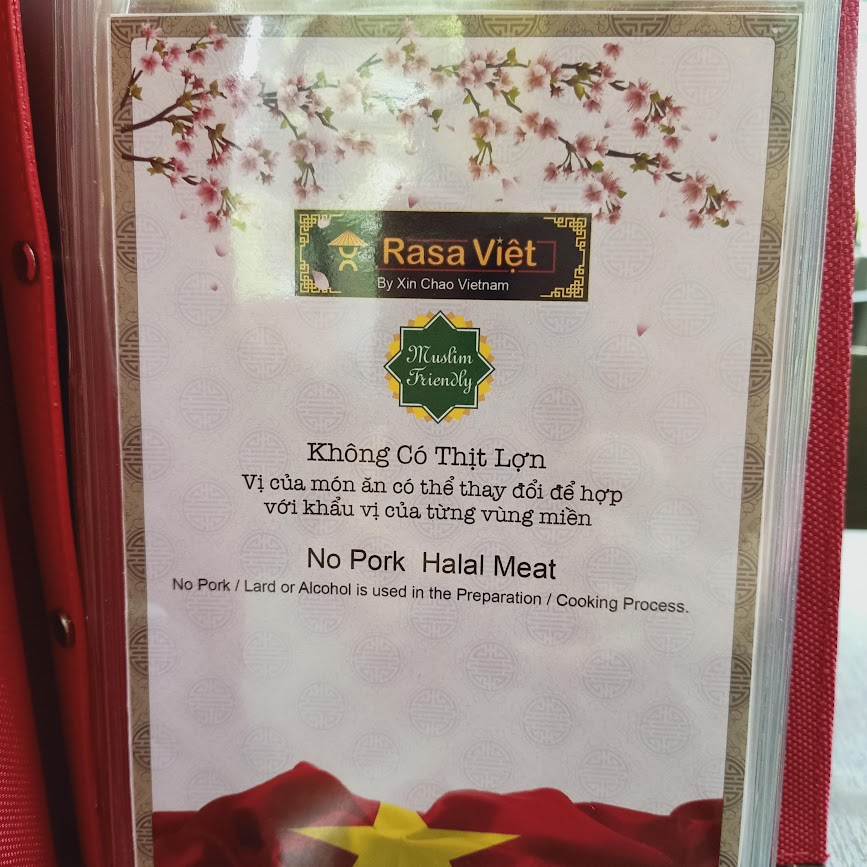 Rasa Việt
By Xin Chao Vietnam
Muslim
Friendly
Không Có Thịt Lợn
Vị của món ăn có thể thay đổi để hợp
với khẩu vị của từng vùng miền
No Pork  Halal Meat
No Pork / Lard or Alcohol is used in the Preparation / Cooking Process.